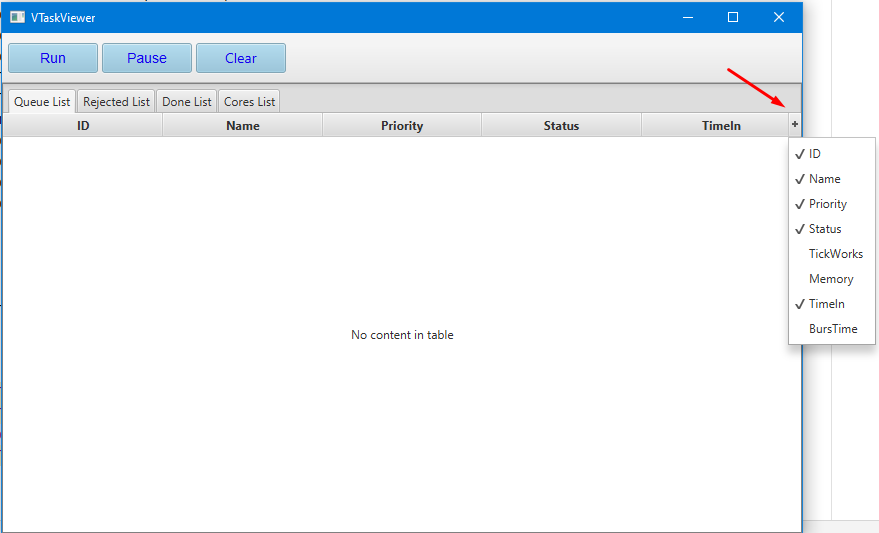 VTaskViewer
Run Pause Clear
Queue List Rejected List Done List Cores List
ID Name Priority Status TimeIn +
ID
Name
Priority
Status
TickWorks
Memory
TimeIn
BursTime
No content in table